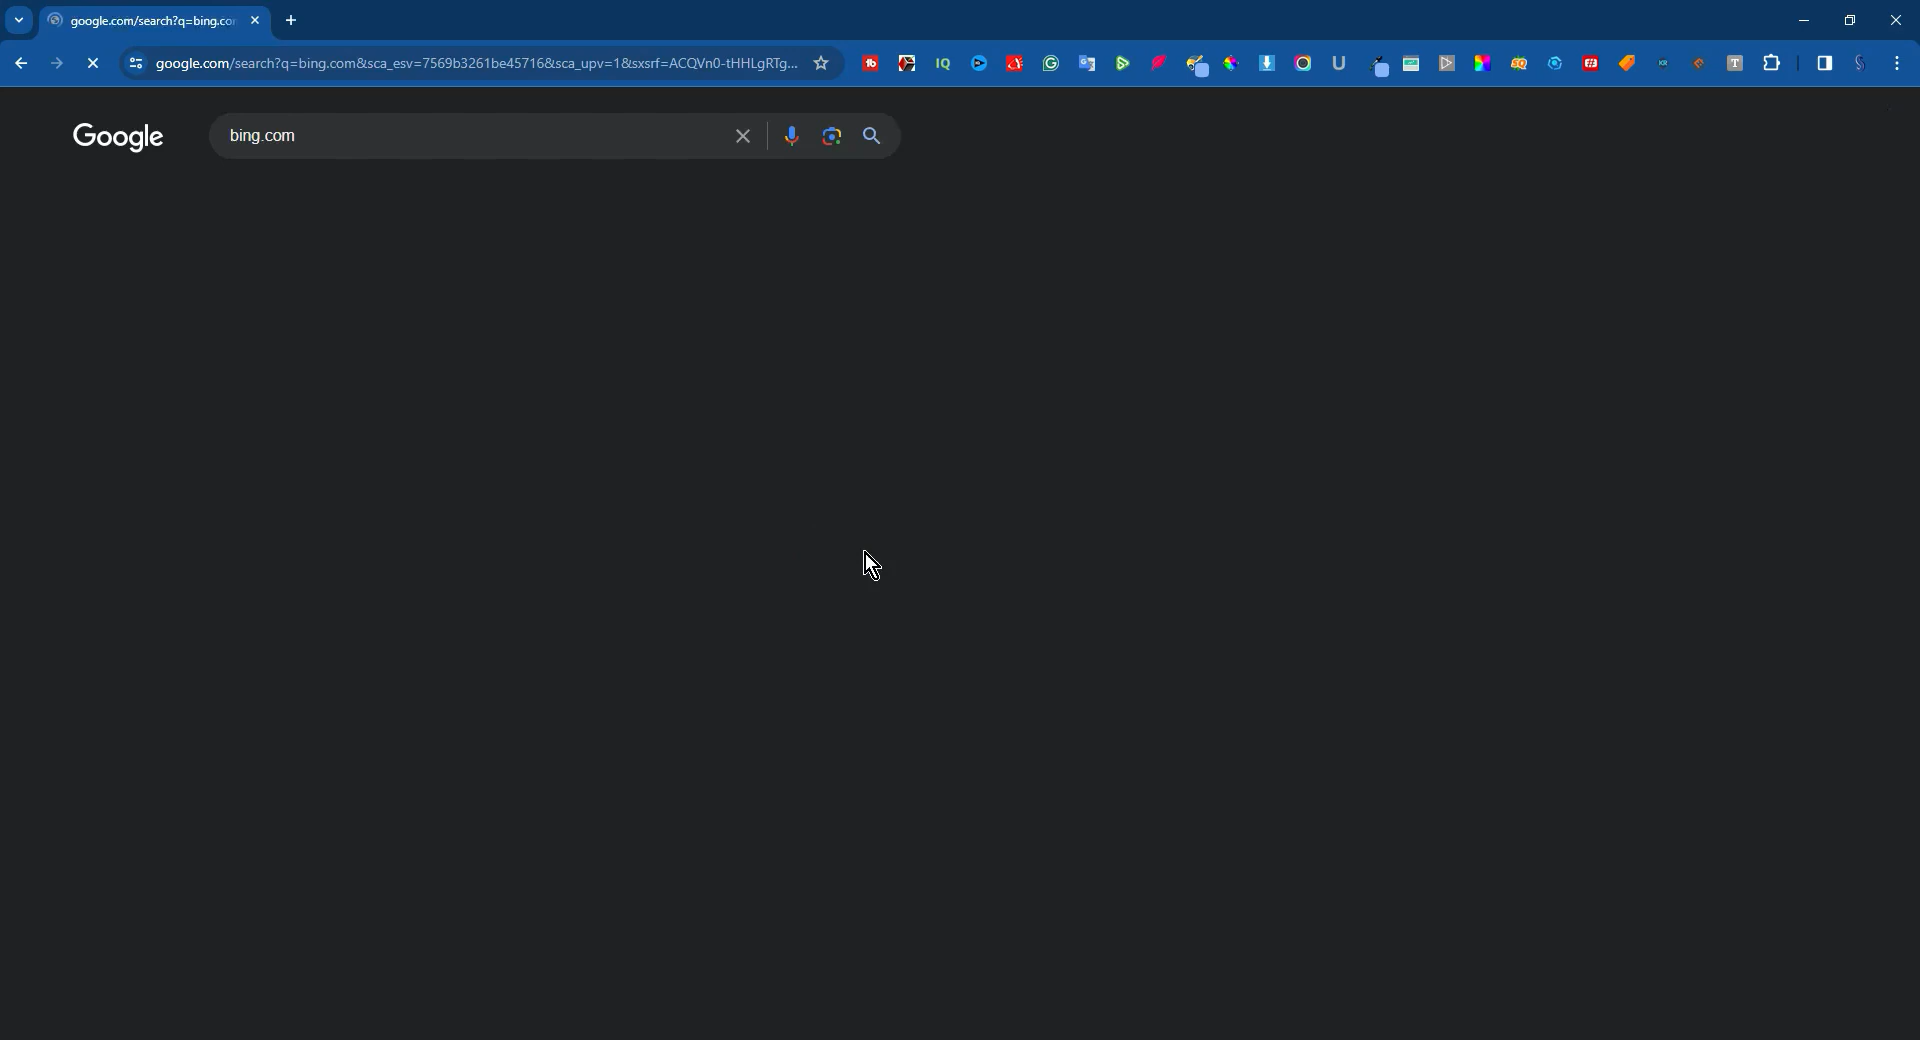 google.com/search?q=bing.com
google.com/search?q=bing.com&sca_esv=7569b3261be45716&sca_upv=1&sxsrf=ACQVn0-tHHLgRTg...
Google
bing.com